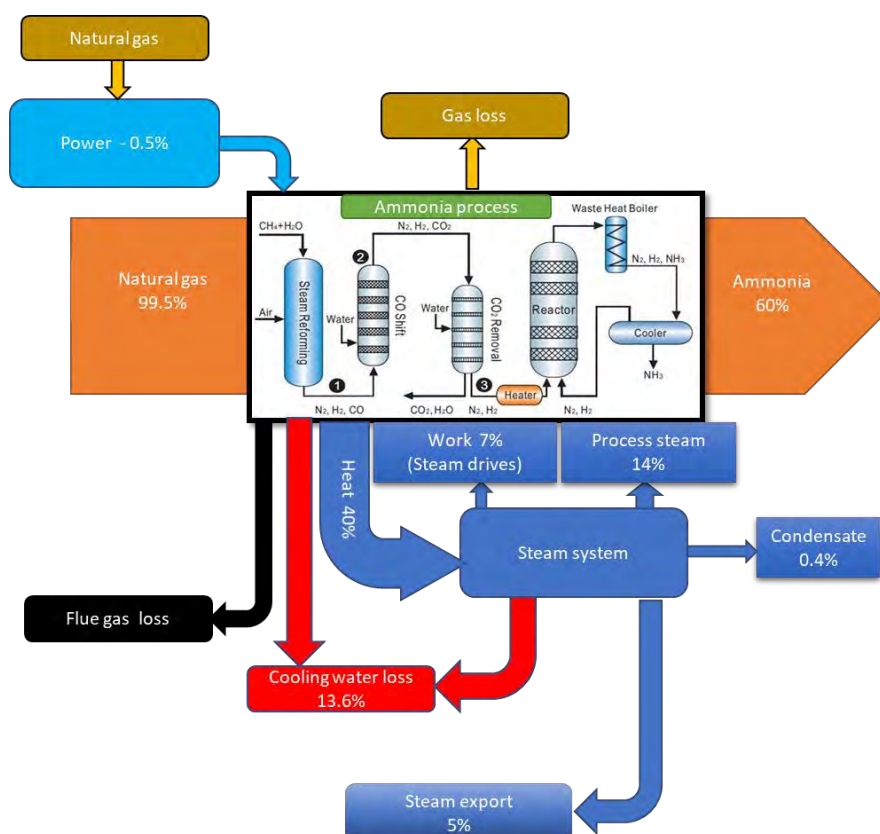 Natural gas
Power - 0.5%
Gas loss
Ammonia process
Natural gas
99.5%
CH₄+H₂O
Air
Steam Reforming
❶
N₂, H₂, CO
❷
N₂, H₂, CO₂
Water
CO Shift
Water
CO₂ Removal
CO₂, H₂O
❸
N₂, H₂
Heater
Reactor
Waste Heat Boiler
N₂, H₂, NH₃
Cooler
NH₃
N₂, H₂
Ammonia
60%
Heat 40%
Work 7%
(Steam drives)
Process steam
14%
Steam system
Condensate
0.4%
Flue gas loss
Cooling water loss
13.6%
Steam export
5%